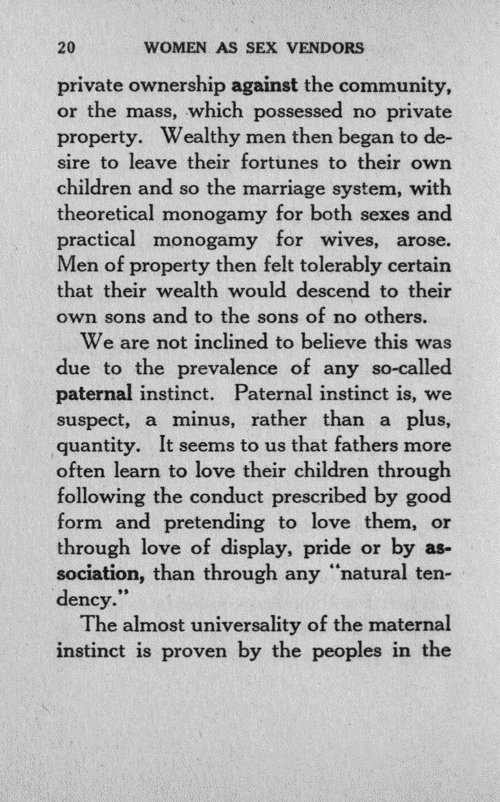 20 WOMEN AS SEX VENDORS
private ownership against the community,
or the mass, which possessed no private
property. Wealthy men then began to de-
sire to leave their fortunes to their own
children and so the marriage system, with
theoretical monogamy for both sexes and
practical monogamy for wives, arose.
Men of property then felt tolerably certain
that their wealth would descend to their
own sons and to the sons of no others.
We are not inclined to believe this was
due to the prevalence of any so-called
paternal instinct. Paternal instinct is, we
suspect, a minus, rather than a plus,
quantity. It seems to us that fathers more
often learn to love their children through
following the conduct prescribed by good
form and pretending to love them, or
through love of display, pride or by as-
sociation, than through any "natural ten-
dency."
The almost universality of the maternal
instinct is proven by the peoples in the